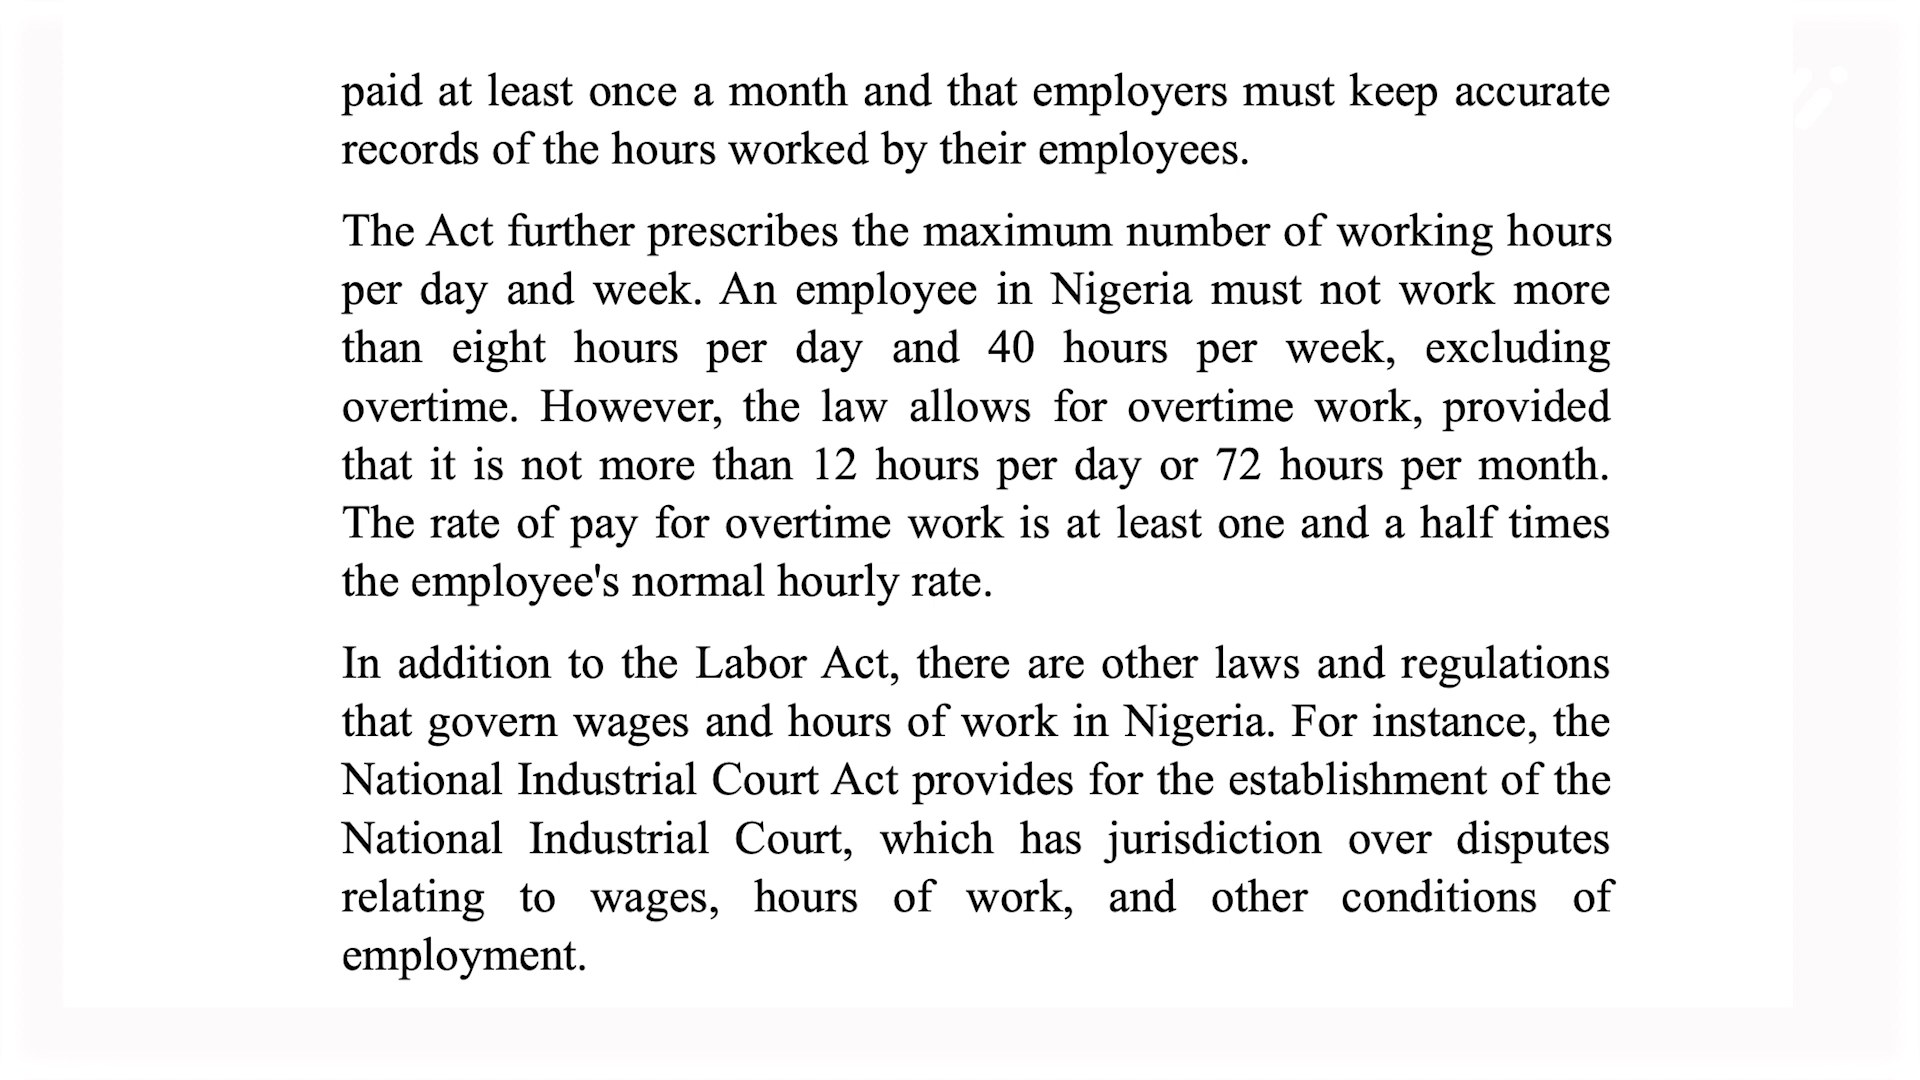 paid at least once a month and that employers must keep accurate
records of the hours worked by their employees.
The Act further prescribes the maximum number of working hours
per day and week. An employee in Nigeria must not work more
than eight hours per day and 40 hours per week, excluding
overtime. However, the law allows for overtime work, provided
that it is not more than 12 hours per day or 72 hours per month.
The rate of pay for overtime work is at least one and a half times
the employee's normal hourly rate.
In addition to the Labor Act, there are other laws and regulations
that govern wages and hours of work in Nigeria. For instance, the
National Industrial Court Act provides for the establishment of the
National Industrial Court, which has jurisdiction over disputes
relating to wages, hours of work, and other conditions of
employment.